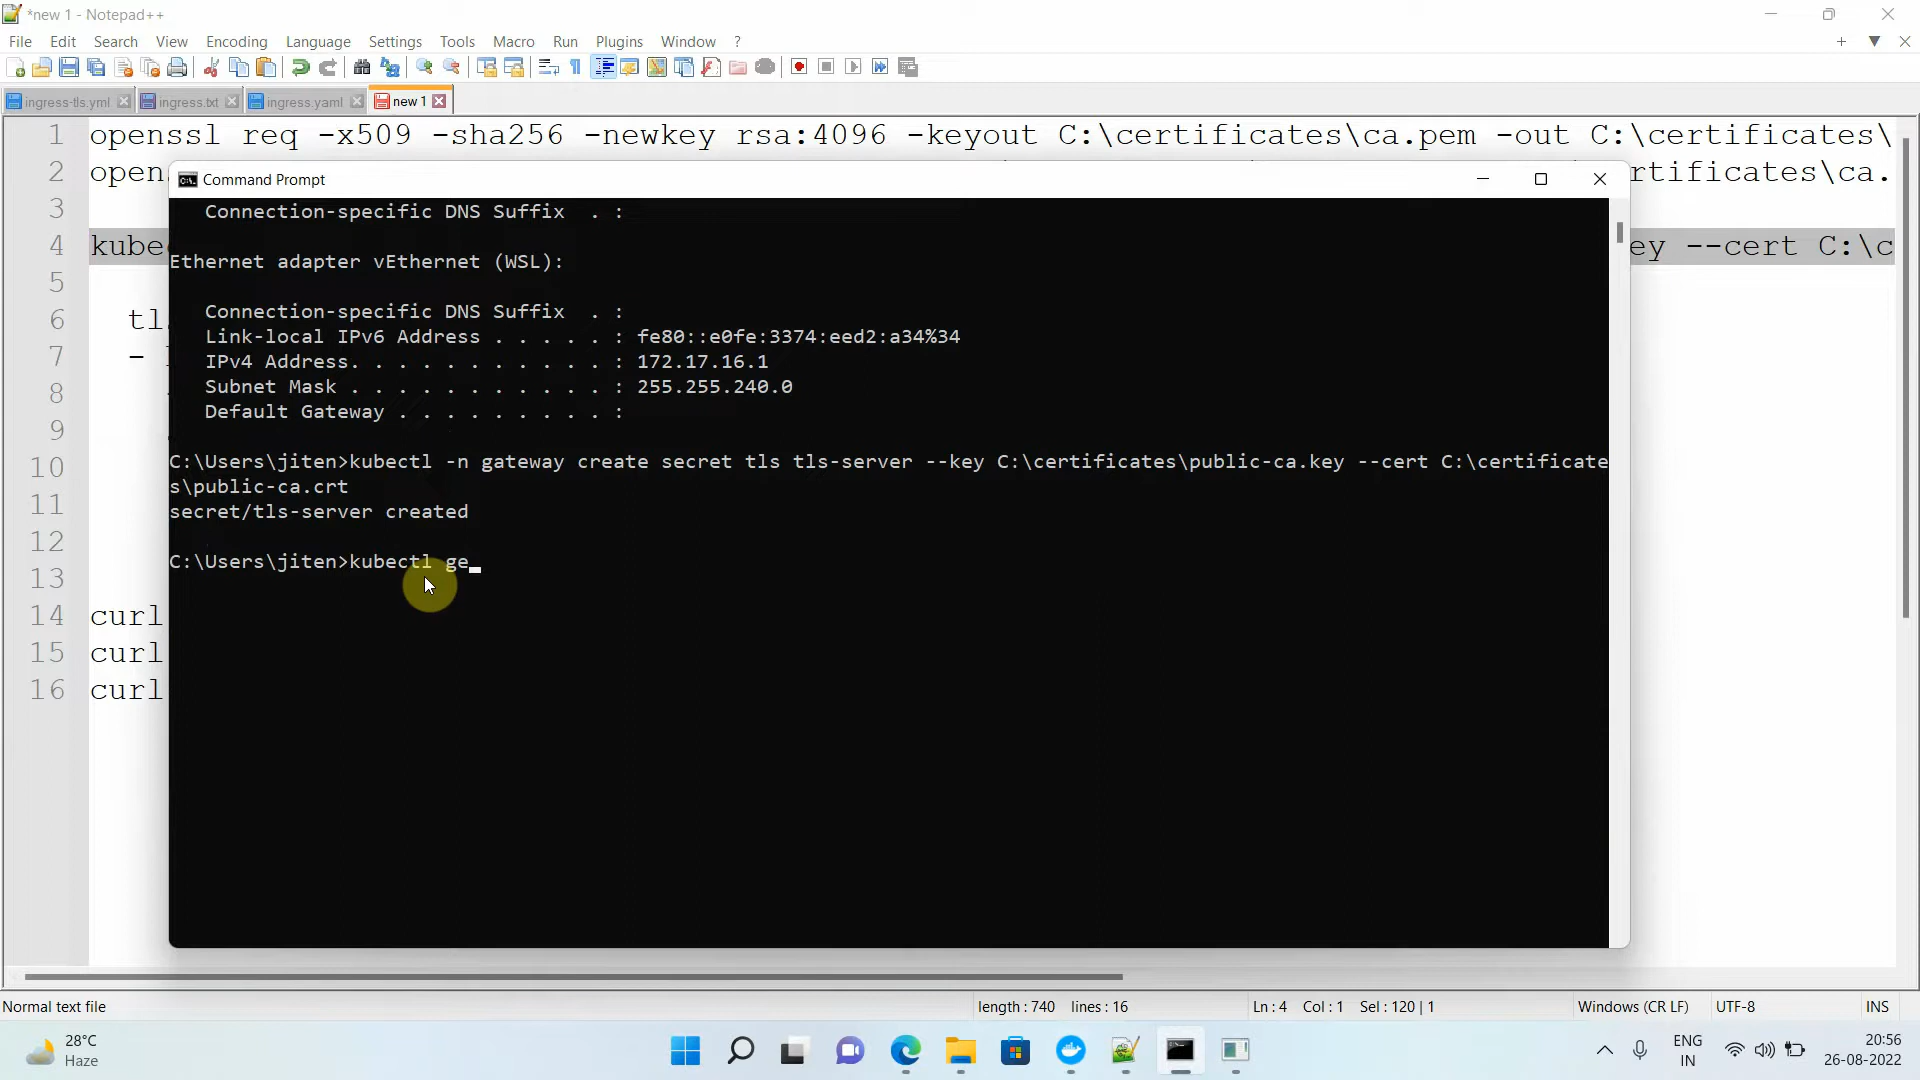 *new 1 - Notepad++
File Edit Search View Encoding Language Settings Tools Macro Run Plugins Window ?
ingress-tls.yml ingress.txt ingress.yaml new 1
1 openssl req -x509 -sha256 -newkey rsa:4096 -keyout C:\certificates\ca.pem -out C:\certificates\
2 open rtificates\ca.
3
4 kube ey --cert C:\c
5
6 tl
7 -
8
9
10
11
12
13
14 curl
15 curl
16 curl
Command Prompt
Connection-specific DNS Suffix . :
Ethernet adapter vEthernet (WSL):
Connection-specific DNS Suffix . :
Link-local IPv6 Address . . . . . : fe80::e0fe:3374:eed2:a34%34
IPv4 Address. . . . . . . . . . . : 172.17.16.1
Subnet Mask . . . . . . . . . . . : 255.255.240.0
Default Gateway . . . . . . . . . :
C:\Users\jiten>kubectl -n gateway create secret tls tls-server --key C:\certificates\public-ca.key --cert C:\certificate
s\public-ca.crt
secret/tls-server created
C:\Users\jiten>kubectl ge_
Normal text file length : 740 lines : 16 Ln : 4 Col : 1 Sel : 120 | 1 Windows (CR LF) UTF-8 INS
28°C
Haze
ENG
IN
20:56
26-08-2022